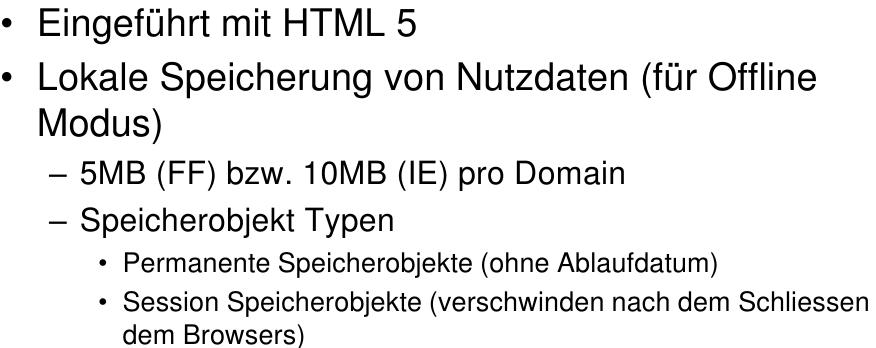 • Eingeführt mit HTML 5
• Lokale Speicherung von Nutzdaten (für Offline
Modus)
– 5MB (FF) bzw. 10MB (IE) pro Domain
– Speicherobjekt Typen
• Permanente Speicherobjekte (ohne Ablaufdatum)
• Session Speicherobjekte (verschwinden nach dem Schliessen
dem Browsers)